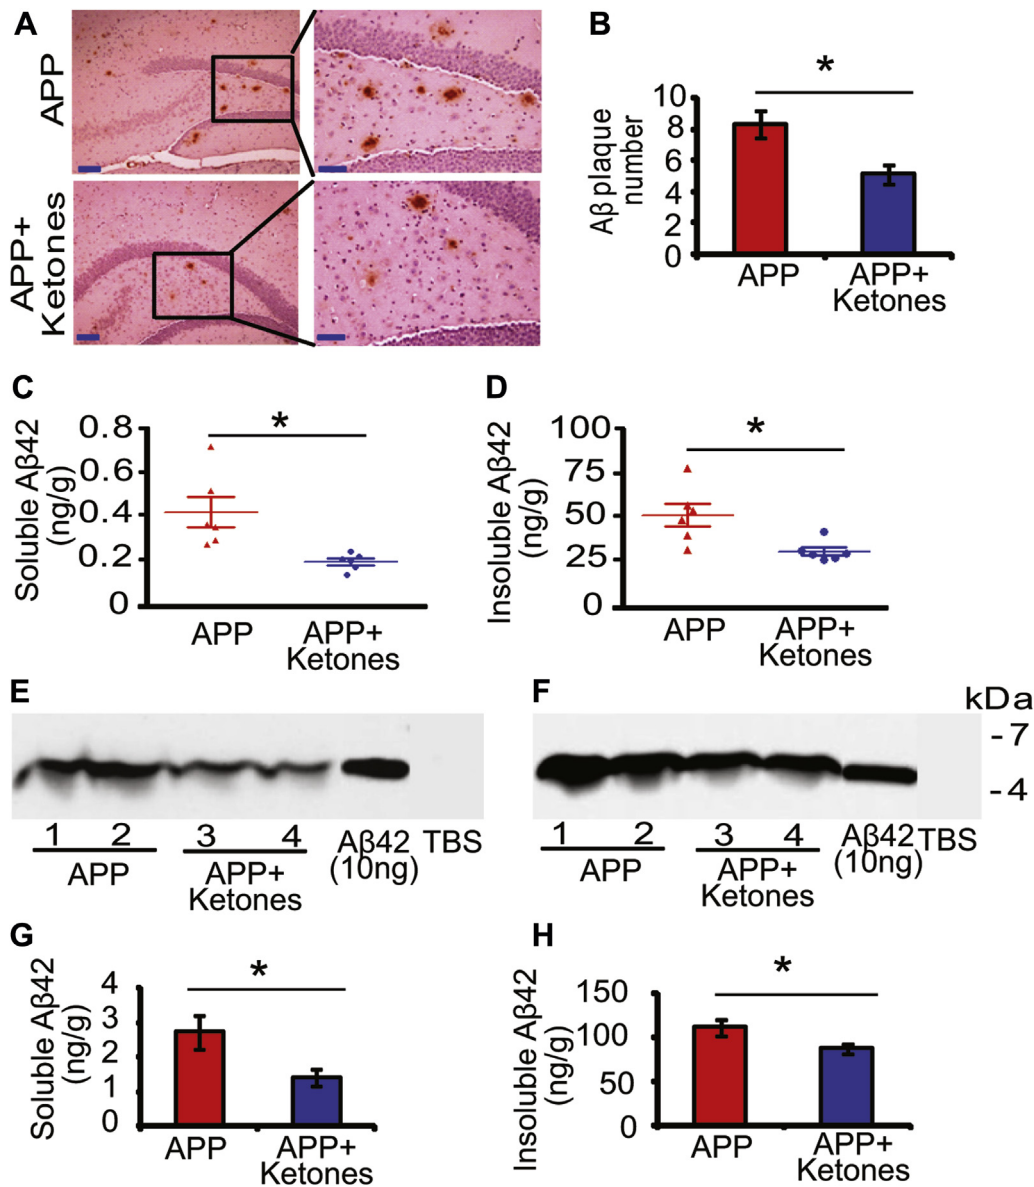 A
APP
APP+
Ketones
B
*
Aβ plaque
number
10
8
6
4
2
0
APP
APP+
Ketones
C
*
Soluble Aβ42
(ng/g)
0.8
0.6
0.4
0.2
0
APP
APP+
Ketones
D
*
Insoluble Aβ42
(ng/g)
100
75
50
25
0
APP
APP+
Ketones
E
1 2 3 4 Aβ42 TBS
(10ng)
APP
APP+
Ketones
F
kDa
-7
-4
1 2 3 4 Aβ42 TBS
(10ng)
APP
APP+
Ketones
G
*
Soluble Aβ42
(ng/g)
4
3
2
1
0
APP
APP+
Ketones
H
*
Insoluble Aβ42
(ng/g)
150
100
50
0
APP
APP+
Ketones